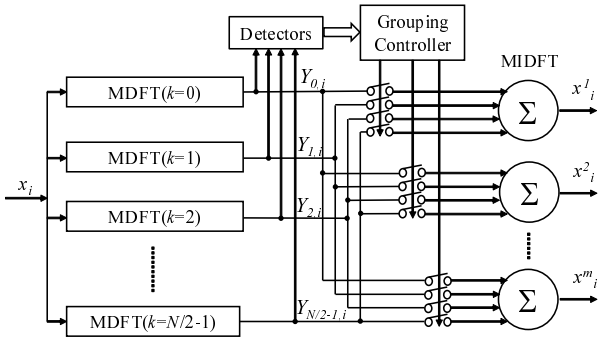 Detectors
Grouping
Controller
MIDFT
MDFT(k=0)
Y0,i
Σ
x1i
MDFT(k=1)
Y1,i
xi
MDFT(k=2)
Y2,i
Σ
x2i
MDFT(k=N/2-1)
YN/2-1,i
Σ
xmi